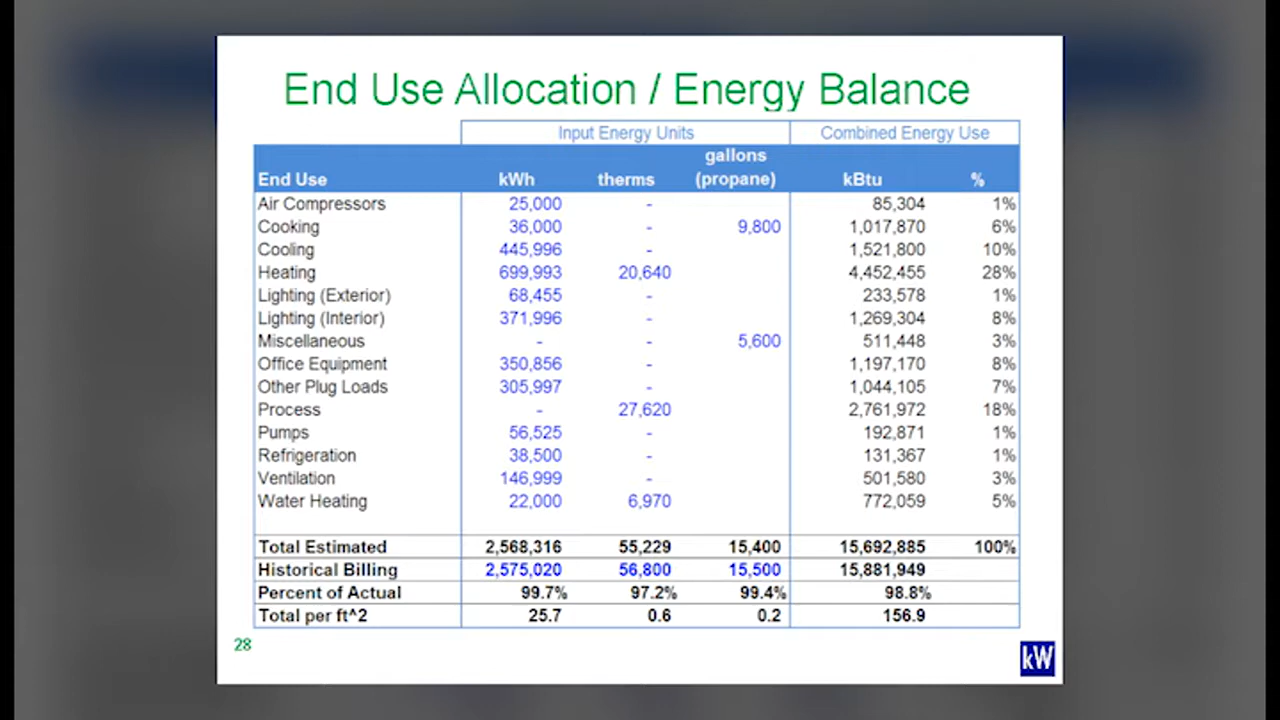 End Use Allocation / Energy Balance
Input Energy Units Combined Energy Use
gallons
End Use kWh therms (propane) kBtu %
Air Compressors 25,000 - 85,304 1%
Cooking 36,000 - 9,800 1,017,870 6%
Cooling 445,996 - 1,521,800 10%
Heating 699,993 20,640 4,452,455 28%
Lighting (Exterior) 68,455 - 233,578 1%
Lighting (Interior) 371,996 - 1,269,304 8%
Miscellaneous - - 5,600 511,448 3%
Office Equipment 350,856 - 1,197,170 8%
Other Plug Loads 305,997 - 1,044,105 7%
Process - 27,620 2,761,972 18%
Pumps 56,525 - 192,871 1%
Refrigeration 38,500 - 131,367 1%
Ventilation 146,999 - 501,580 3%
Water Heating 22,000 6,970 772,059 5%
Total Estimated 2,568,316 55,229 15,400 15,692,885 100%
Historical Billing 2,575,020 56,800 15,500 15,881,949
Percent of Actual 99.7% 97.2% 99.4% 98.8%
Total per ft^2 25.7 0.6 0.2 156.9
28
kW